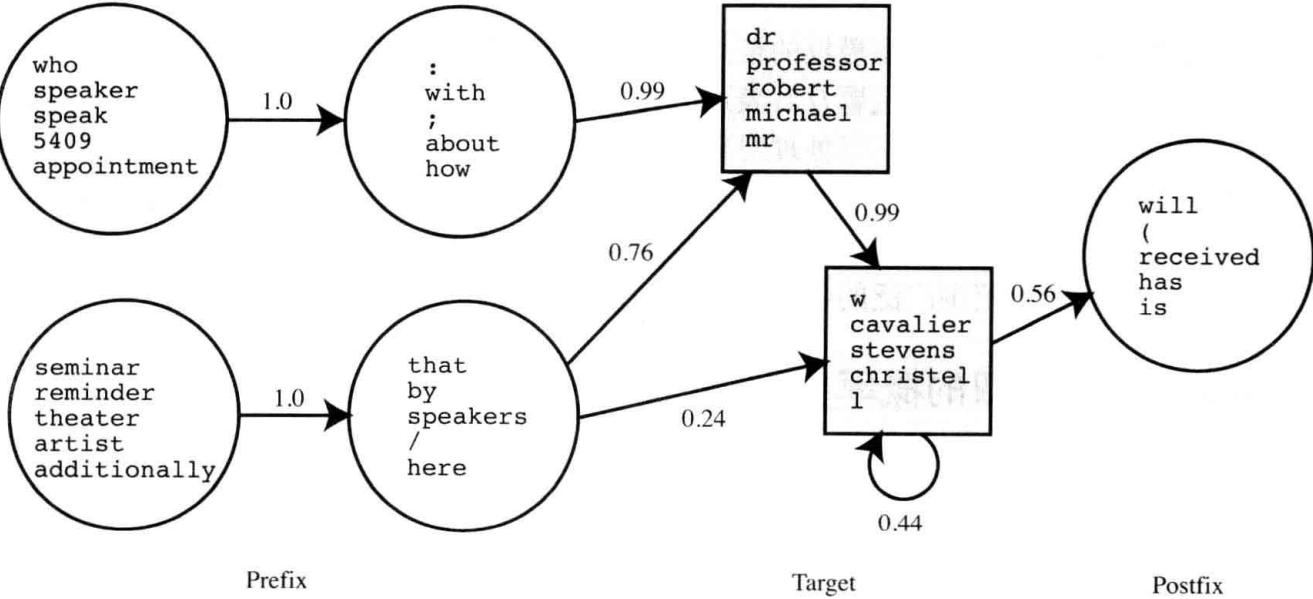 who
speaker
speak
5409
appointment
1.0
:
with
;
about
how
0.99
dr
professor
robert
michael
mr
0.76
0.99
seminar
reminder
theater
artist
additionally
1.0
that
by
speakers
/
here
0.24
w
cavalier
stevens
christel
l
0.44
0.56
will
(
received
has
is
Prefix
Target
Postfix